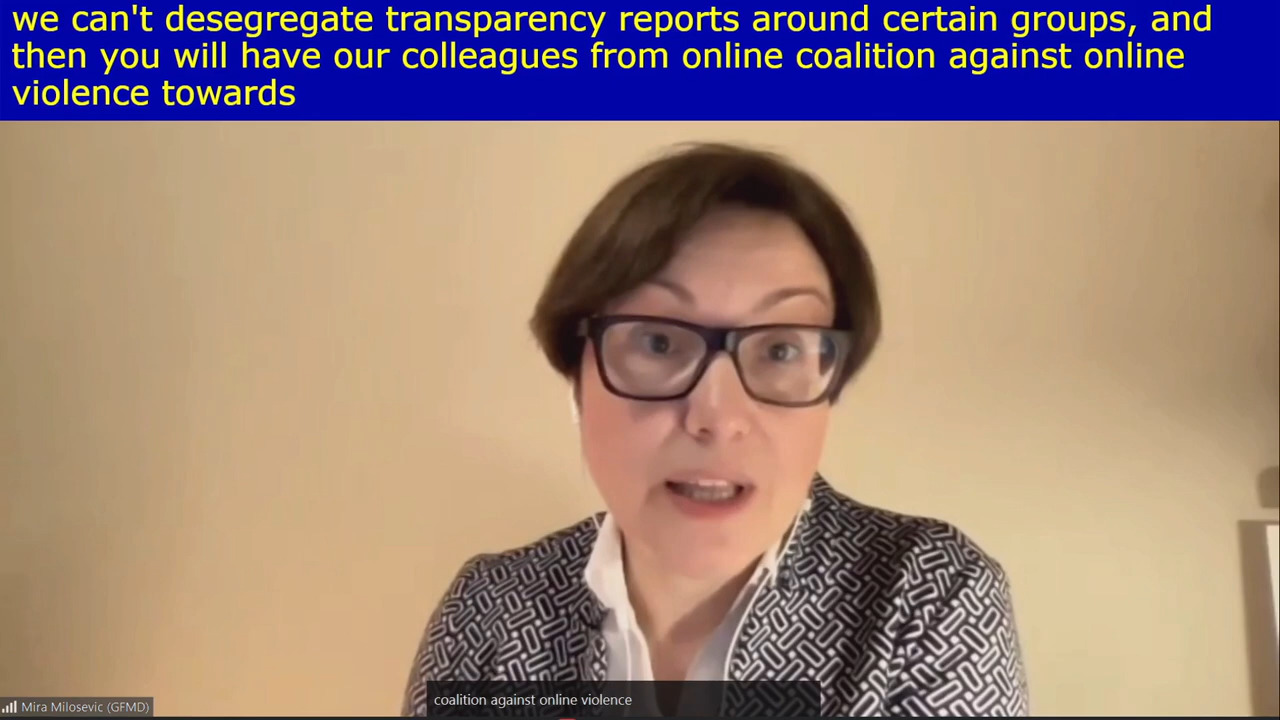 we can't desegregate transparency reports around certain groups, and
then you will have our colleagues from online coalition against online
violence towards
coalition against online violence
Mira Milosevic (GFMD)